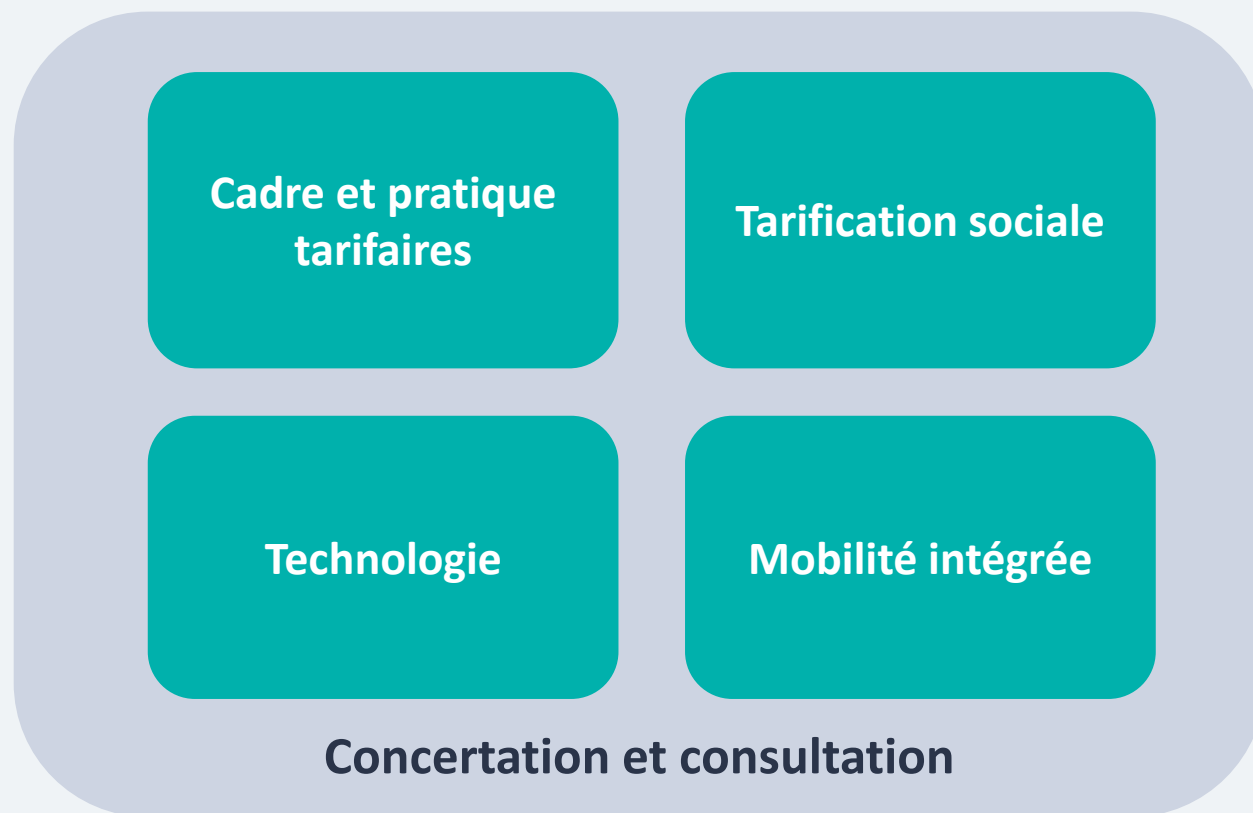 Cadre et pratique
tarifaires
Tarification sociale
Technologie
Mobilité intégrée
Concertation et consultation